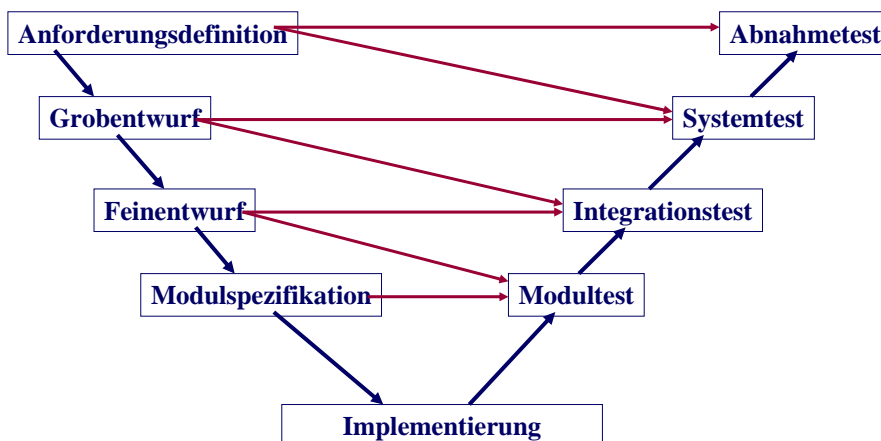 Anforderungsdefinition
Abnahmetest
Grobentwurf
Systemtest
Feinentwurf
Integrationstest
Modulspezifikation
Modultest
Implementierung